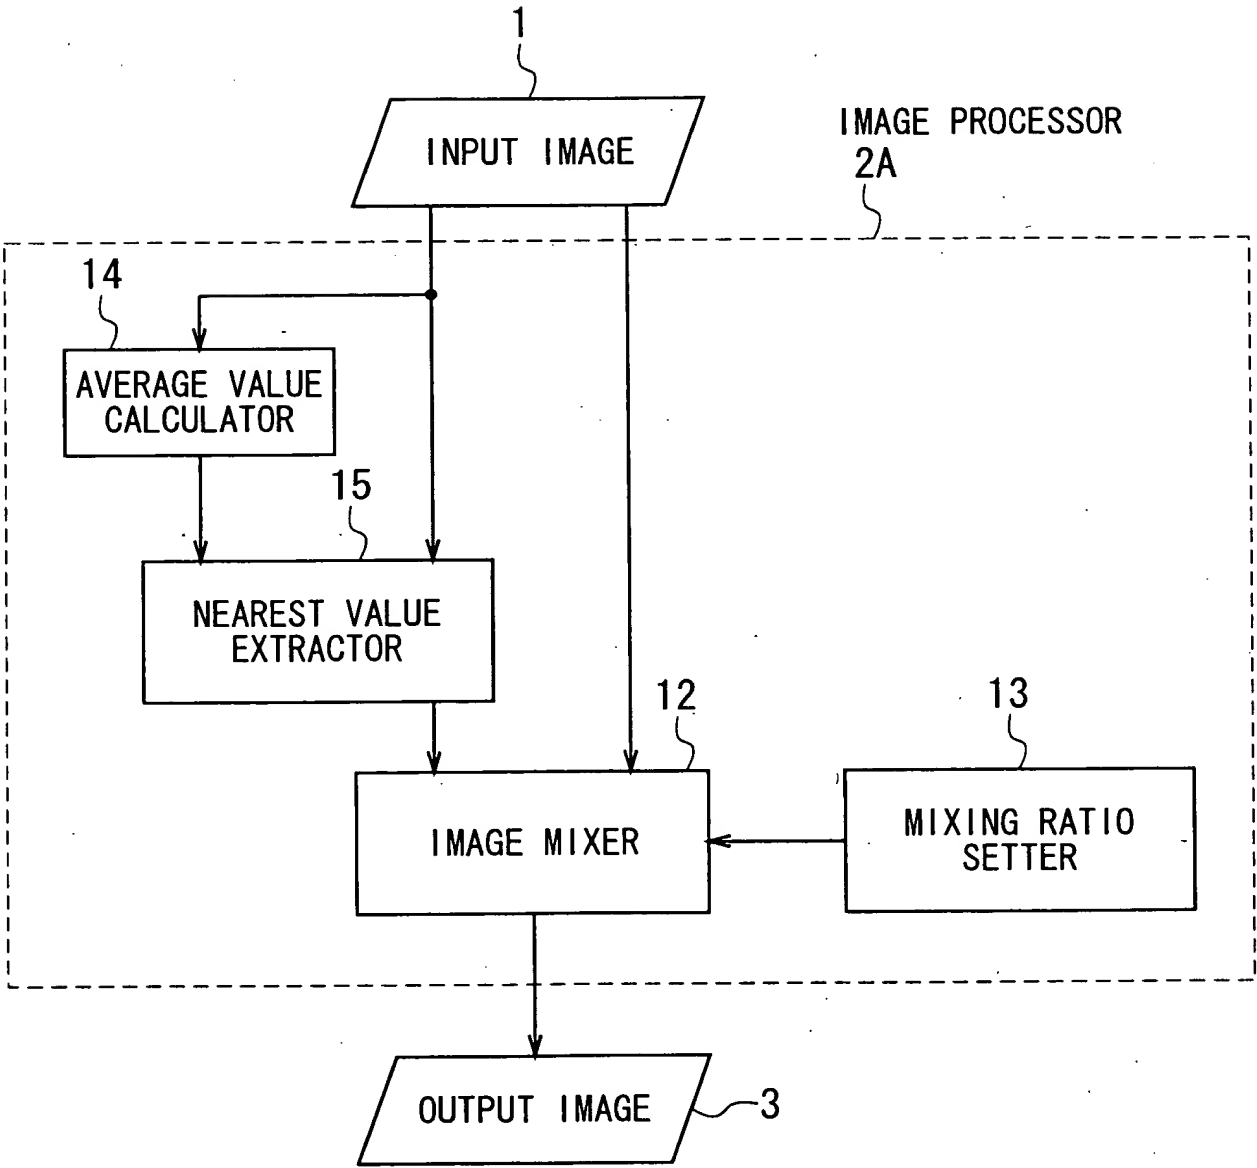 1
INPUT IMAGE
IMAGE PROCESSOR
2A
14
AVERAGE VALUE
CALCULATOR
15
NEAREST VALUE
EXTRACTOR
12
IMAGE MIXER
13
MIXING RATIO
SETTER
OUTPUT IMAGE
3